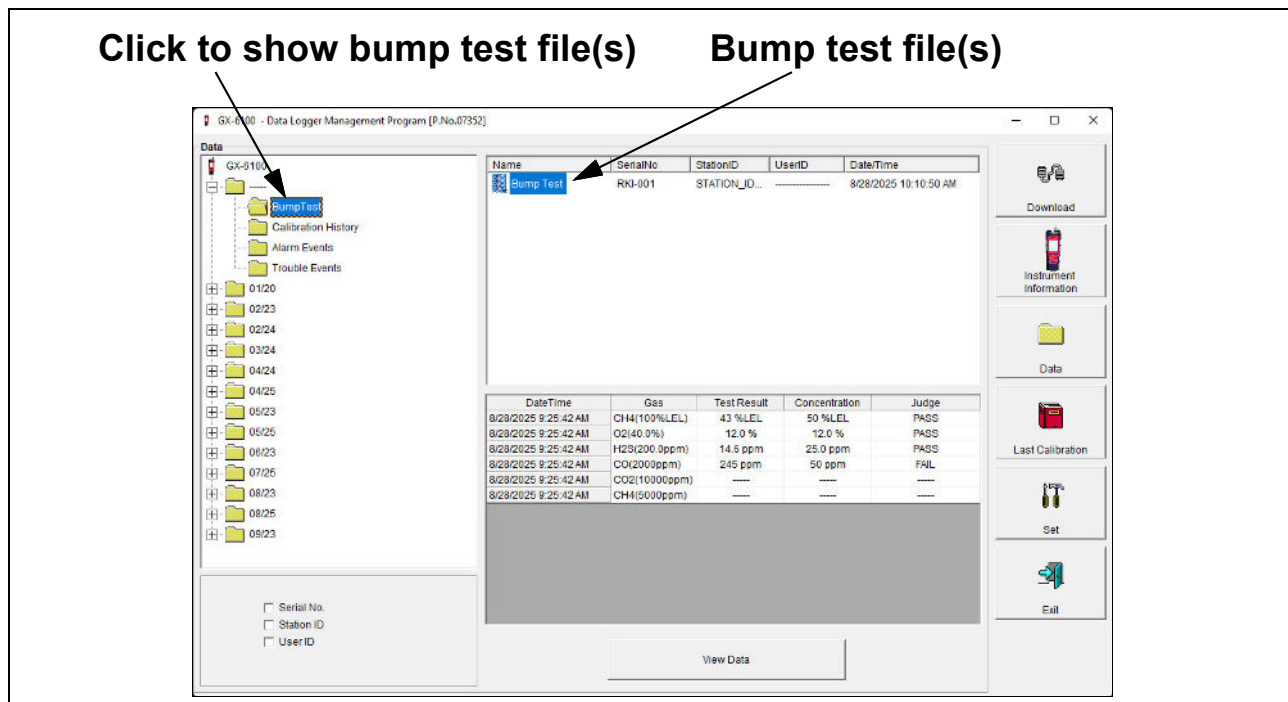 Click to show bump test file(s) Bump test file(s)
GX-6100 - Data Logger Management Program [P.No.07352]
Data
GX-6100
-----
BumpTest
Calibration History
Alarm Events
Trouble Events
01/20
02/23
02/24
03/24
04/24
04/25
05/23
05/25
06/23
07/25
08/23
08/25
09/23
Serial No.
Station ID
User ID
Name SerialNo StationID UserID Date/Time
Bump Test RKI-001 STATION_ID... ---------------- 8/28/2025 10:10:50 AM
DateTime Gas Test Result Concentration Judge
8/28/2025 9:25:42 AM CH4(100%LEL) 43 %LEL 50 %LEL PASS
8/28/2025 9:25:42 AM O2(40.0%) 12.0 % 12.0 % PASS
8/28/2025 9:25:42 AM H2S(200.0ppm) 14.6 ppm 25.0 ppm PASS
8/28/2025 9:25:42 AM CO(2000ppm) 245 ppm 50 ppm FAIL
8/28/2025 9:25:42 AM CO2(10000ppm) ----- ----- -----
8/28/2025 9:25:42 AM CH4(5000ppm) ----- ----- -----
View Data
Download
Instrument
Information
Data
Last Calibration
Set
Exit